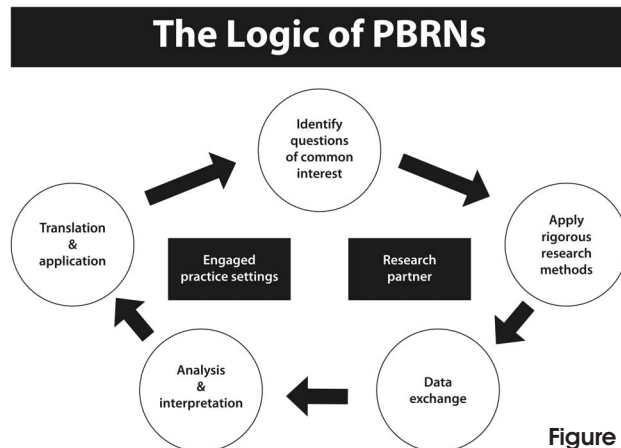 The Logic of PBRNs
Identify
questions
of common
interest
Apply
rigorous
research
methods
Data
exchange
Analysis
&
interpretation
Translation
&
application
Engaged
practice settings
Research
partner
Figure